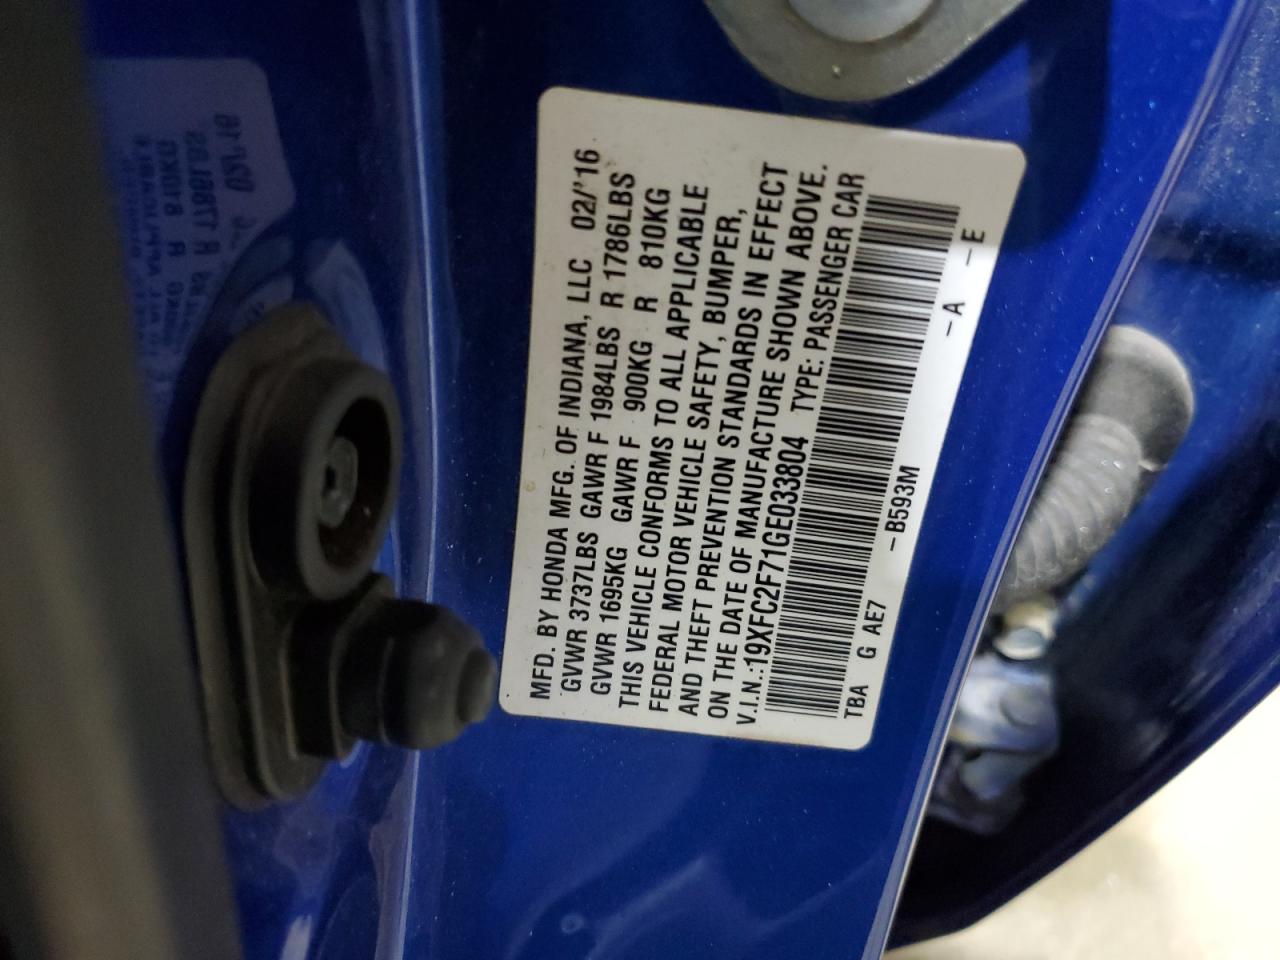 MFD. BY HONDA MFG. OF INDIANA, LLC 02/'16
GVWR 3737LBS GAWR F 1984LBS R 1786LBS
GVWR 1695KG GAWR F 900KG R 810KG
THIS VEHICLE CONFORMS TO ALL APPLICABLE
FEDERAL MOTOR VEHICLE SAFETY, BUMPER,
AND THEFT PREVENTION STANDARDS IN EFFECT
ON THE DATE OF MANUFACTURE SHOWN ABOVE.
V.I.N.:19XFC2F71GE033804 TYPE: PASSENGER CAR
TBA G AE7 -B593M -A -E